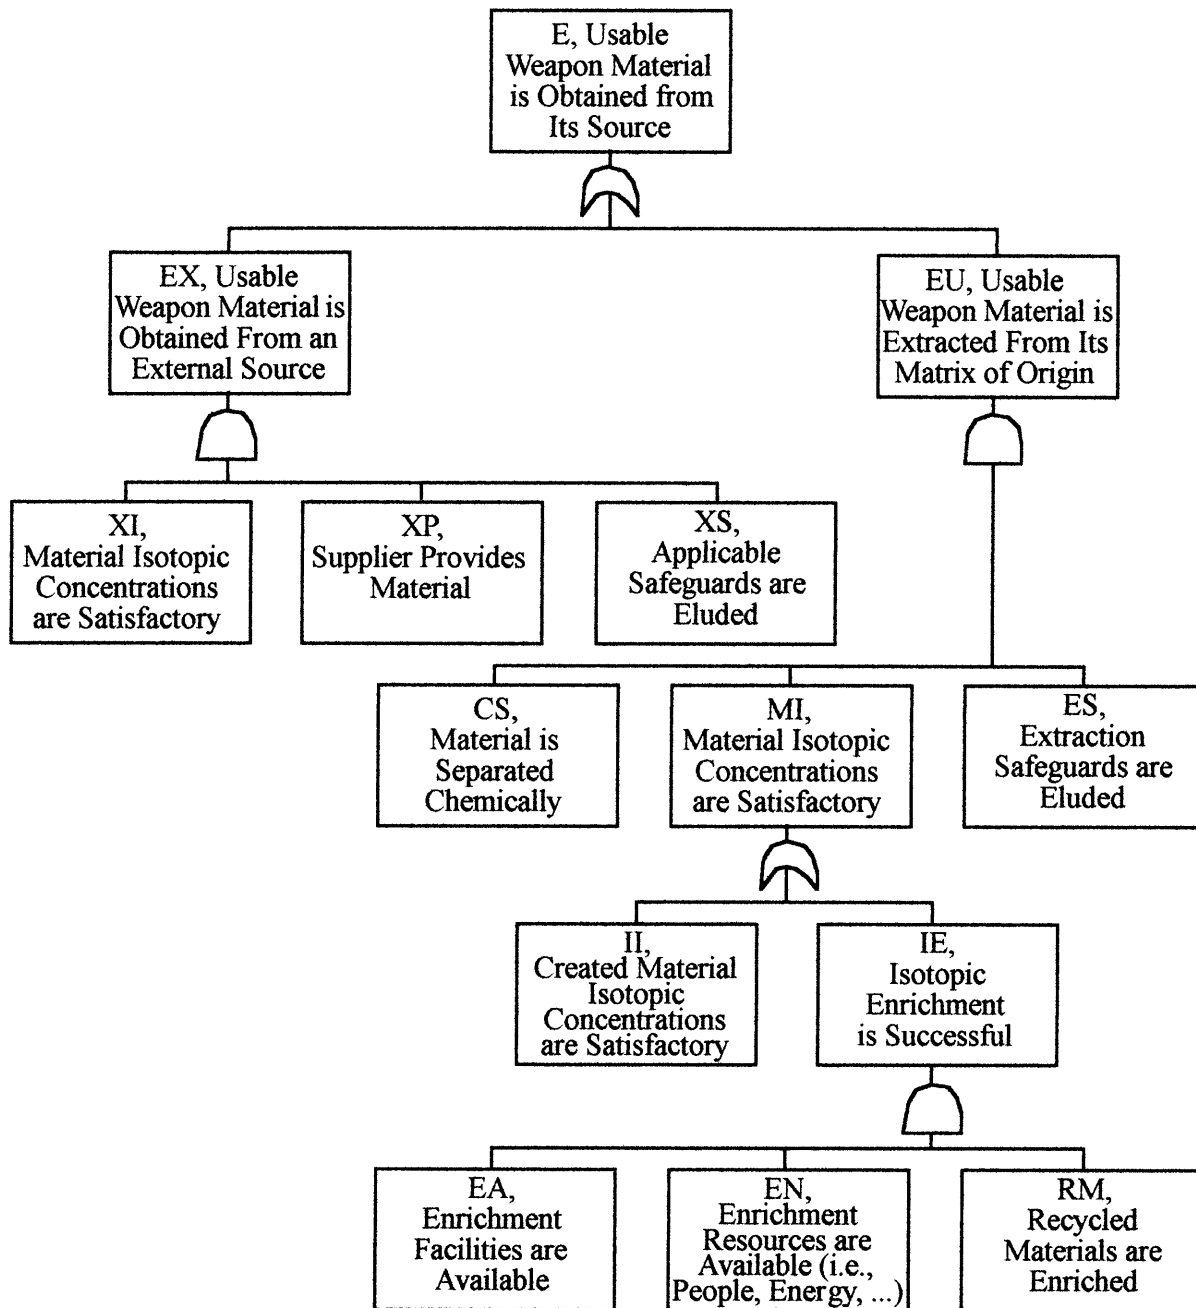 E, Usable
Weapon Material
is Obtained from
Its Source
EX, Usable
Weapon Material is
Obtained From an
External Source
EU, Usable
Weapon Material is
Extracted From Its
Matrix of Origin
XI,
Material Isotopic
Concentrations
are Satisfactory
XP,
Supplier Provides
Material
XS,
Applicable
Safeguards are
Eluded
CS,
Material is
Separated
Chemically
MI,
Material Isotopic
Concentrations
are Satisfactory
ES,
Extraction
Safeguards are
Eluded
II,
Created Material
Isotopic
Concentrations
are Satisfactory
IE,
Isotopic
Enrichment
is Successful
EA,
Enrichment
Facilities are
Available
EN,
Enrichment
Resources are
Available (i.e.,
People, Energy, ...)
RM,
Recycled
Materials are
Enriched